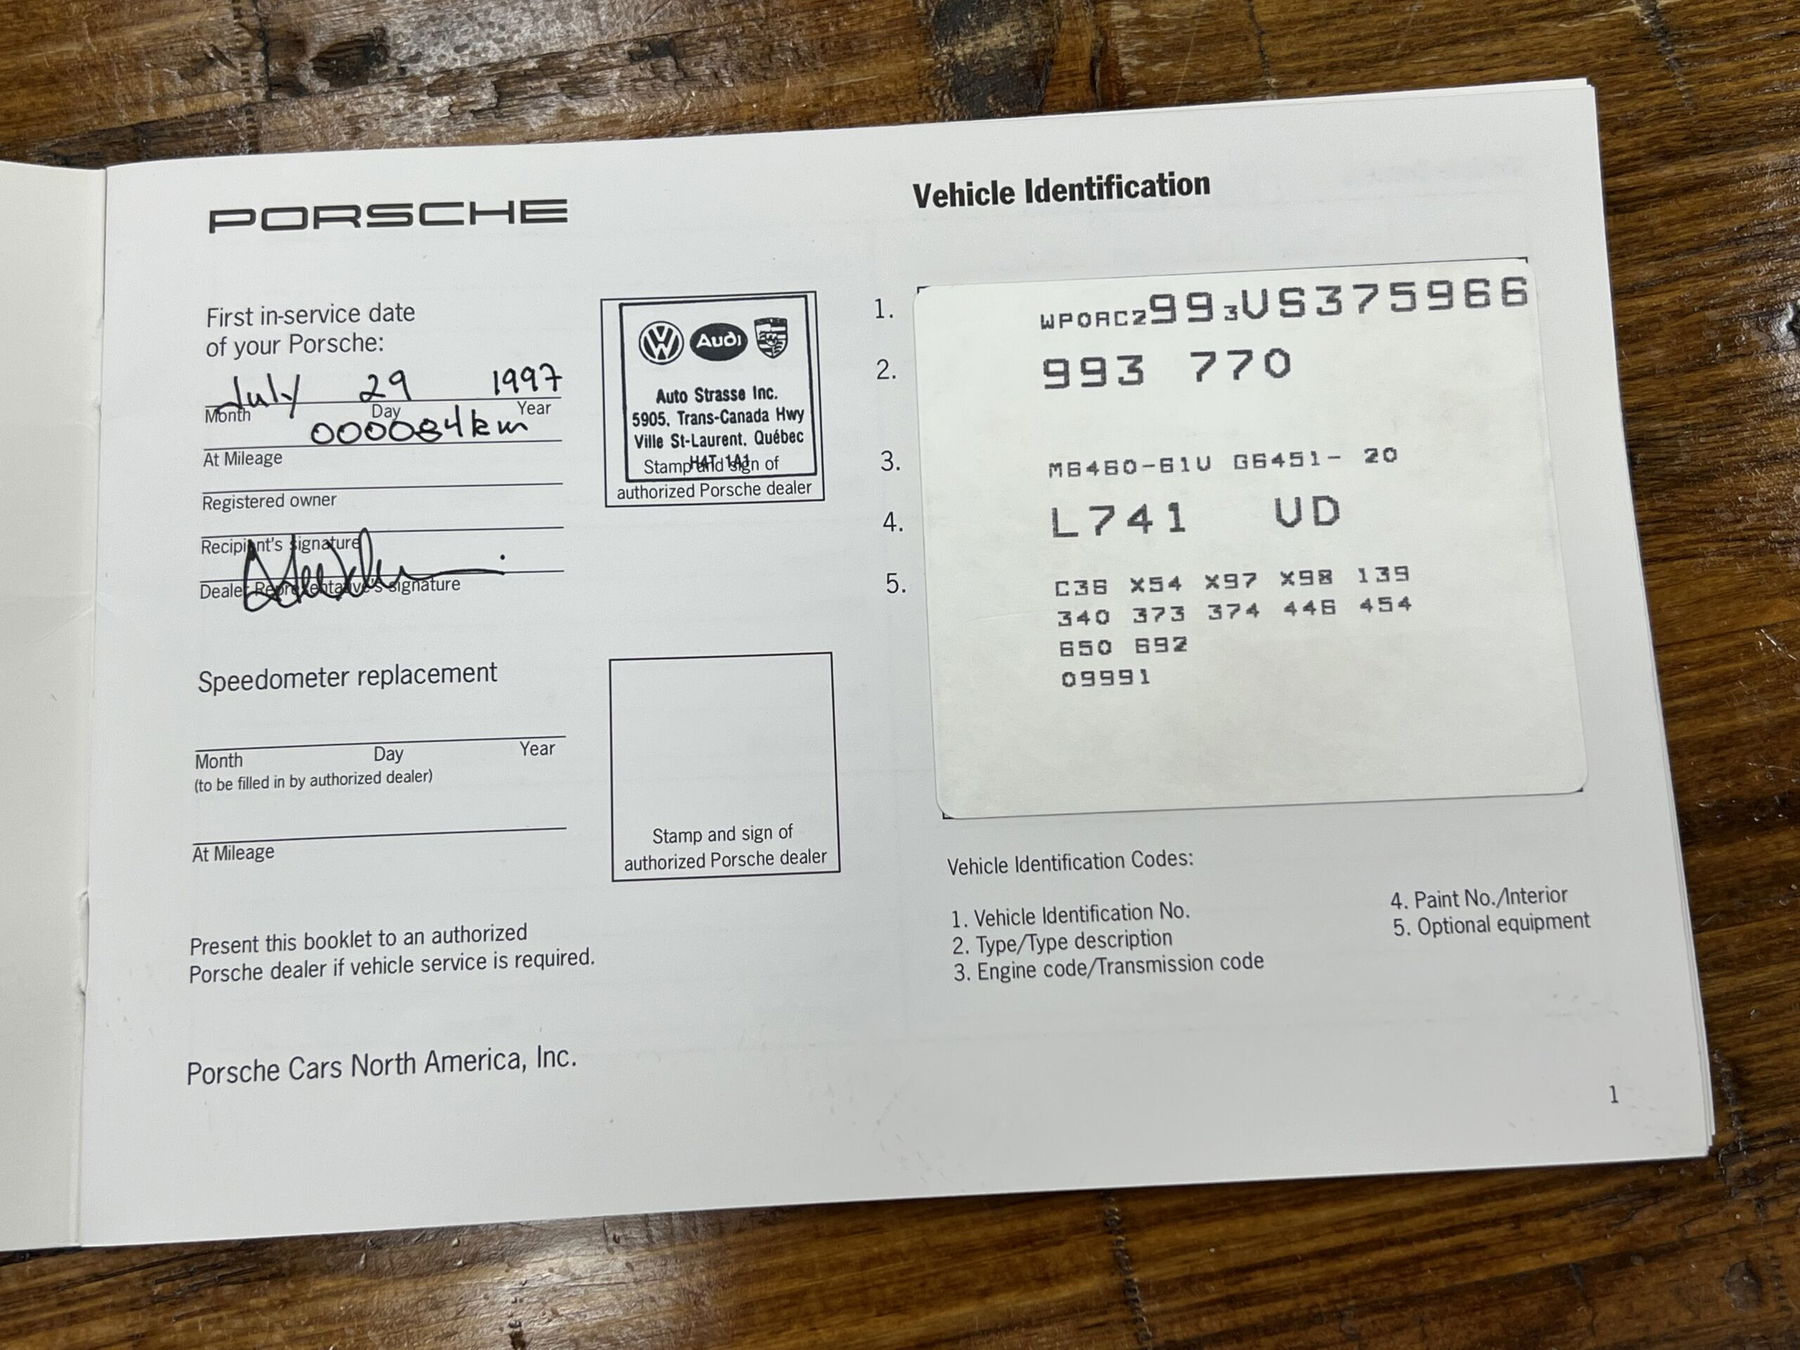 PORSCHE
First in-service date
of your Porsche:
July 29 1997
Month Day Year
000084km
At Mileage
Registered owner
Recipient's signature
Dealer Representative's signature
Audi
Auto Strasse Inc.
5905, Trans-Canada Hwy
Ville St-Laurent, Québec
H4T 1A1
Stamp and sign of
authorized Porsche dealer
Speedometer replacement
Month Day Year
(to be filled in by authorized dealer)
At Mileage
Stamp and sign of
authorized Porsche dealer
Present this booklet to an authorized
Porsche dealer if vehicle service is required.
Porsche Cars North America, Inc.
Vehicle Identification
1. WP0AC2993VS375966
2. 993 770
3. M6460-61U G6451- 20
4. L741 VD
5. C36 X54 X97 X98 139
340 373 374 446 454
650 692
09991
Vehicle Identification Codes:
1. Vehicle Identification No.
2. Type/Type description
3. Engine code/Transmission code
4. Paint No./Interior
5. Optional equipment
1